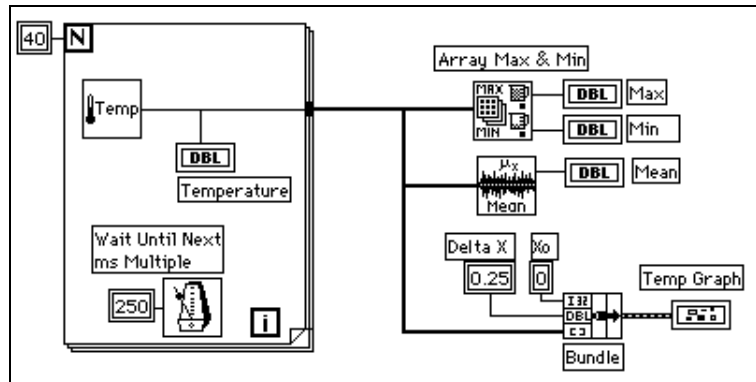 40
N
Temp
DBL
Temperature
Wait Until Next
ms Multiple
250
i
Array Max & Min
MAX
MIN
DBL
Max
DBL
Min
μx
Mean
DBL
Mean
Delta X
Xo
0.25
0
I32
DBL
[ ]
Bundle
Temp Graph